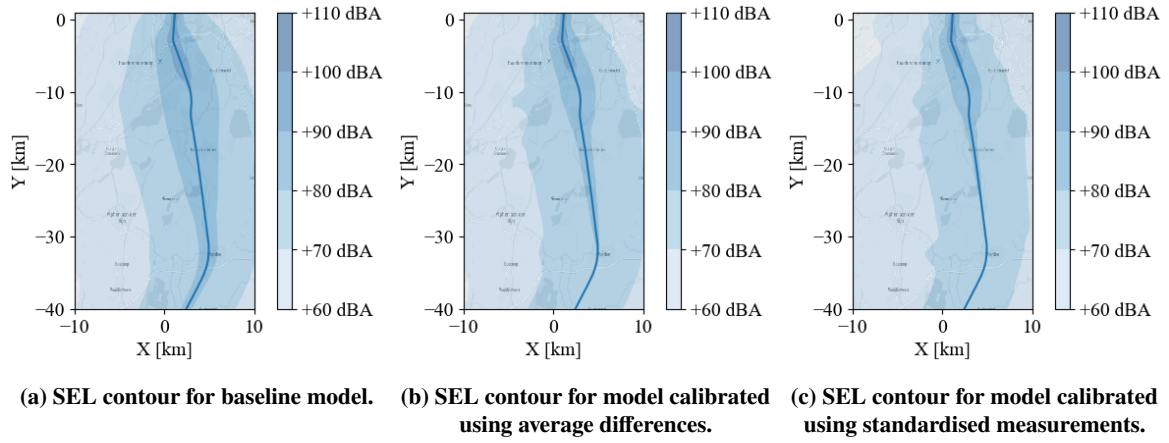 0
−10
−20
−30
−40
−10
0
10
Y [km]
X [km]
+110 dBA
+100 dBA
+90 dBA
+80 dBA
+70 dBA
+60 dBA
0
−10
−20
−30
−40
−10
0
10
Y [km]
X [km]
+110 dBA
+100 dBA
+90 dBA
+80 dBA
+70 dBA
+60 dBA
0
−10
−20
−30
−40
−10
0
10
Y [km]
X [km]
+110 dBA
+100 dBA
+90 dBA
+80 dBA
+70 dBA
+60 dBA
(a) SEL contour for baseline model.
(b) SEL contour for model calibrated
using average differences.
(c) SEL contour for model calibrated
using standardised measurements.